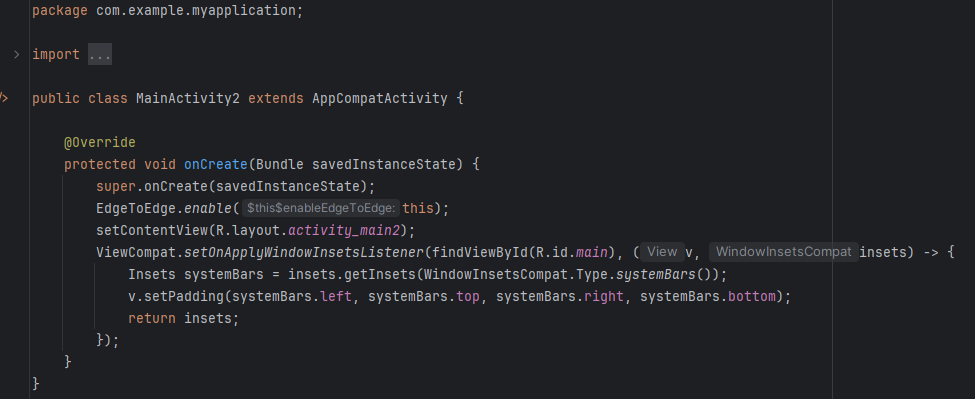 package com.example.myapplication;
import ...
public class MainActivity2 extends AppCompatActivity {
@Override
protected void onCreate(Bundle savedInstanceState) {
super.onCreate(savedInstanceState);
EdgeToEdge.enable( $this$enableEdgeToEdge: this);
setContentView(R.layout.activity_main2);
ViewCompat.setOnApplyWindowInsetsListener(findViewById(R.id.main), ( View v, WindowInsetsCompat insets) -> {
Insets systemBars = insets.getInsets(WindowInsetsCompat.Type.systemBars());
v.setPadding(systemBars.left, systemBars.top, systemBars.right, systemBars.bottom);
return insets;
});
}
}